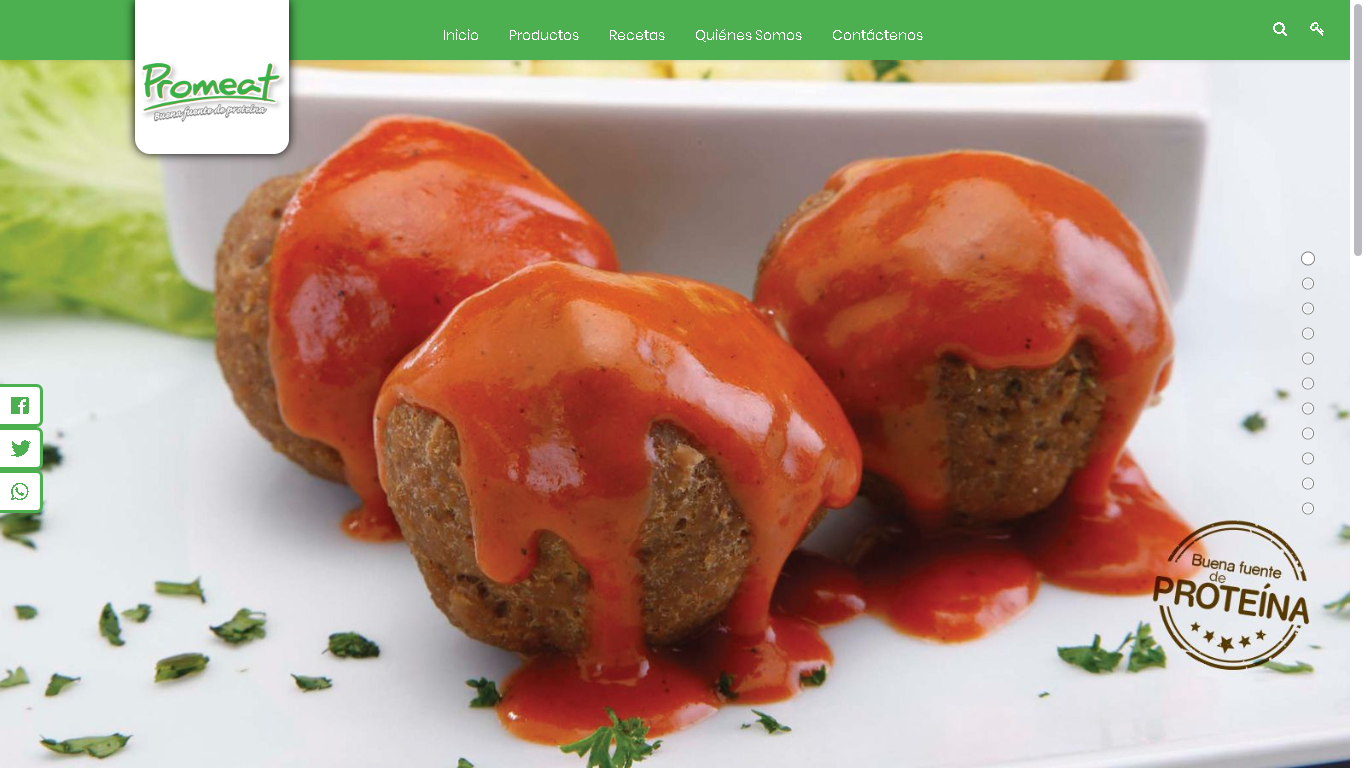 Inicio
Productos
Recetas
Quiénes Somos
Contáctenos
Promeat
Buena fuente de proteína
Buena fuente
de
PROTEÍNA